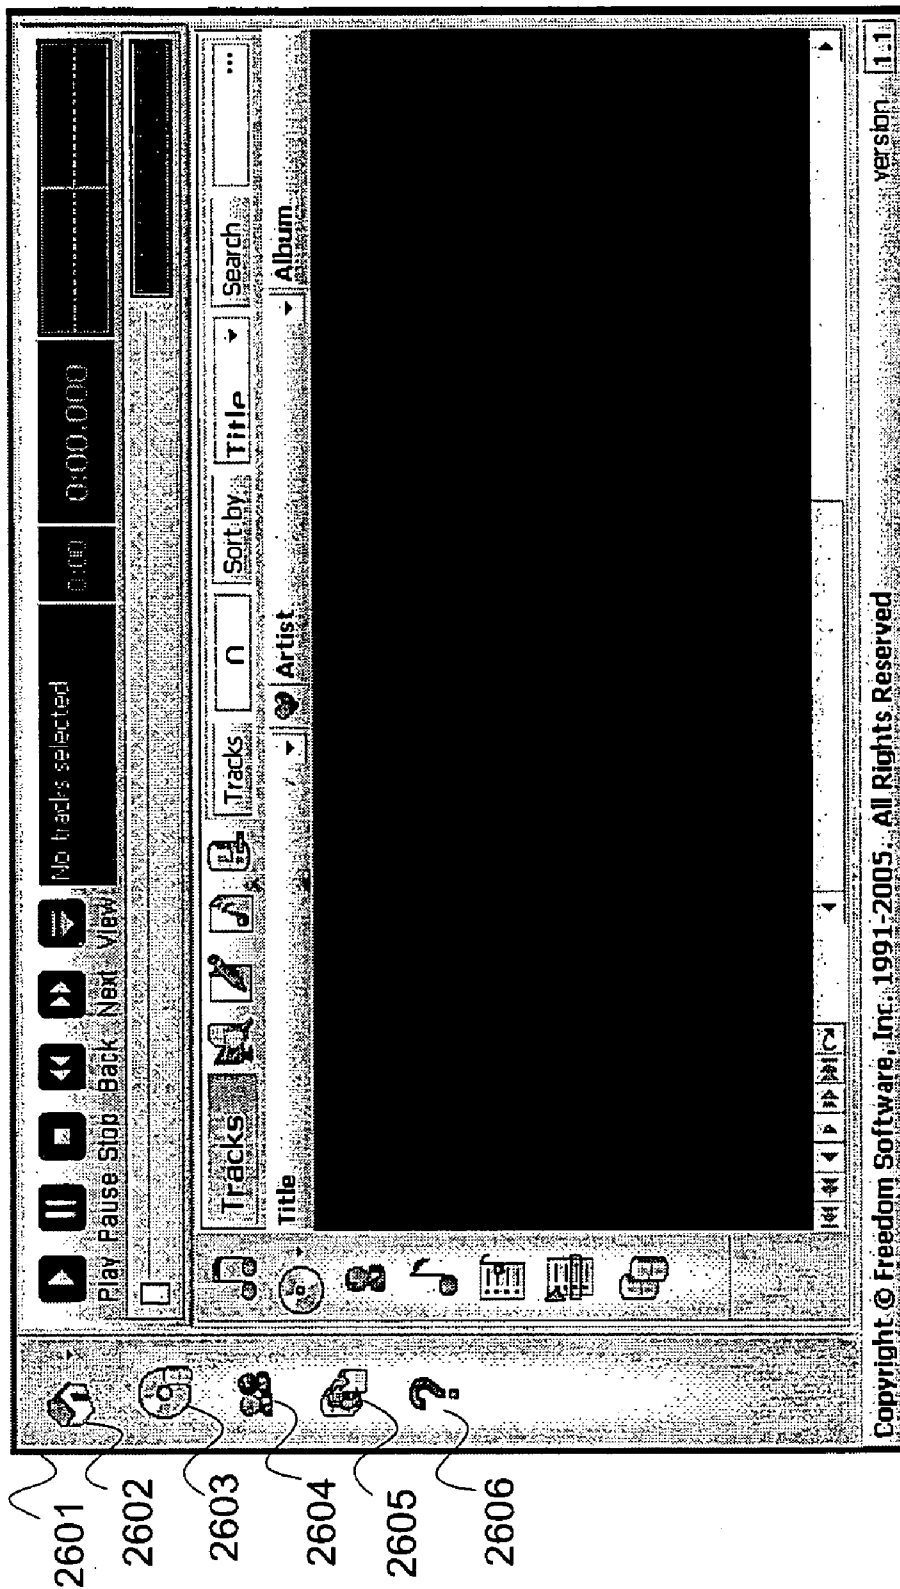 2601
2602
2603
2604
2605
2606
Play Pause Stop Back Next View
No tracks selected
0:00
0:00.000
Tracks
Tracks
n
Sort by
Title
Search
...
Title
Artist
Album
Copyright © Freedom Software, Inc. 1991-2005. All Rights Reserved
version
1.1